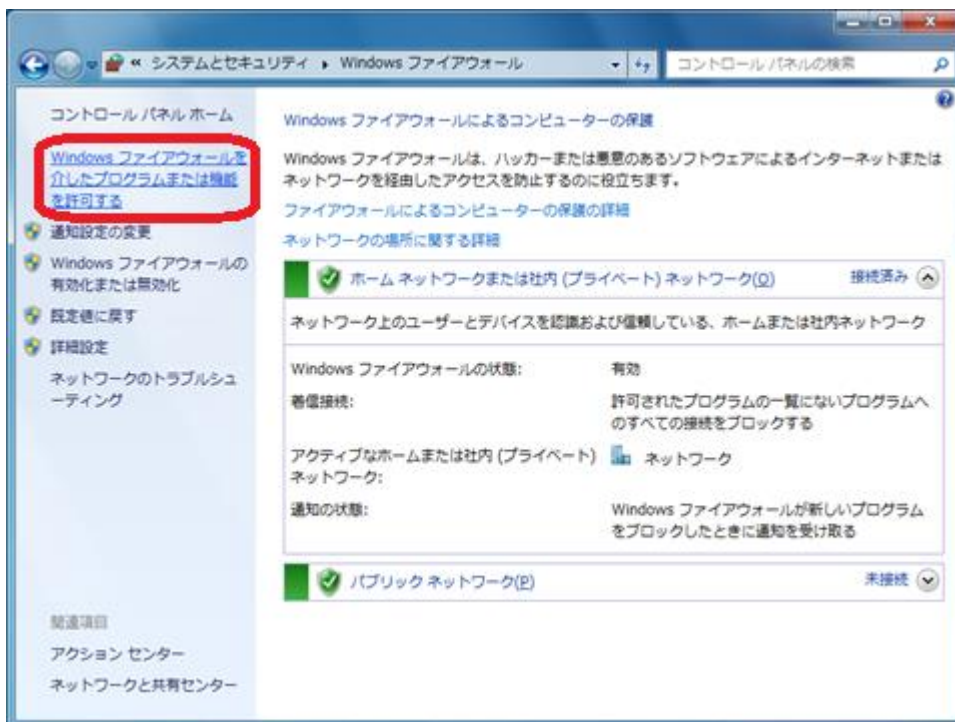 « システムとセキュリティ ▸ Windows ファイアウォール
コントロール パネルの検索
コントロール パネル ホーム
Windows ファイアウォールを
介したプログラムまたは機能
を許可する
通知設定の変更
Windows ファイアウォールの
有効化または無効化
既定値に戻す
詳細設定
ネットワークのトラブルシュ
ーティング
関連項目
アクション センター
ネットワークと共有センター
Windows ファイアウォールによるコンピューターの保護
Windows ファイアウォールは、ハッカーまたは悪意のあるソフトウェアによるインターネットまたは
ネットワークを経由したアクセスを防止するのに役立ちます。
ファイアウォールによるコンピューターの保護の詳細
ネットワークの場所に関する詳細
ホーム ネットワークまたは社内 (プライベート) ネットワーク(O) 接続済み
ネットワーク上のユーザーとデバイスを認識および信頼している、ホームまたは社内ネットワーク
Windows ファイアウォールの状態: 有効
着信接続: 許可されたプログラムの一覧にないプログラムへ
のすべての接続をブロックする
アクティブなホームまたは社内 (プライベート) ネットワーク
ネットワーク:
通知の状態: Windows ファイアウォールが新しいプログラム
をブロックしたときに通知を受け取る
パブリック ネットワーク(P) 未接続